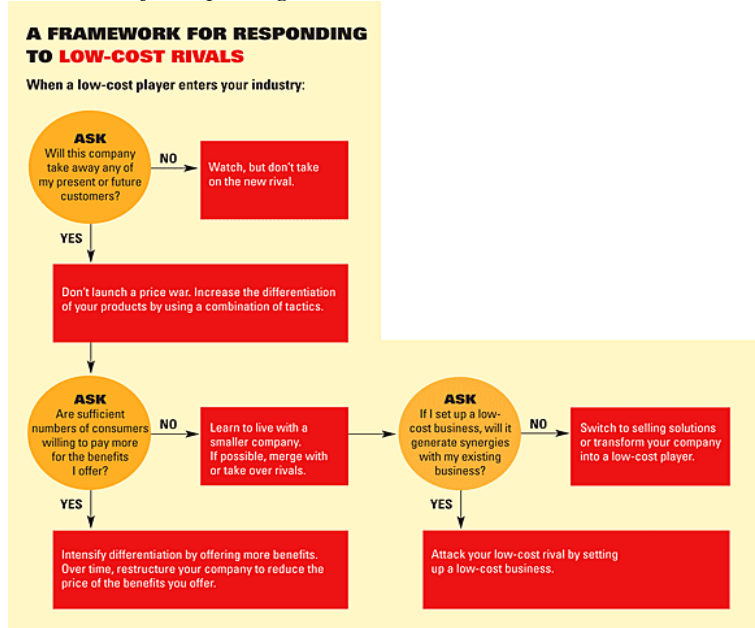 A FRAMEWORK FOR RESPONDING
TO LOW-COST RIVALS
When a low-cost player enters your industry:
ASK
Will this company
take away any of
my present or future
customers?
NO
Watch, but don't take
on the new rival.
YES
Don't launch a price war. Increase the differentiation
of your products by using a combination of tactics.
ASK
Are sufficient
numbers of consumers
willing to pay more
for the benefits
I offer?
NO
Learn to live with a
smaller company.
If possible, merge with
or take over rivals.
ASK
If I set up a low-
cost business, will it
generate synergies
with my existing
business?
NO
Switch to selling solutions
or transform your company
into a low-cost player.
YES
Intensify differentiation by offering more benefits.
Over time, restructure your company to reduce the
price of the benefits you offer.
YES
Attack your low-cost rival by setting
up a low-cost business.